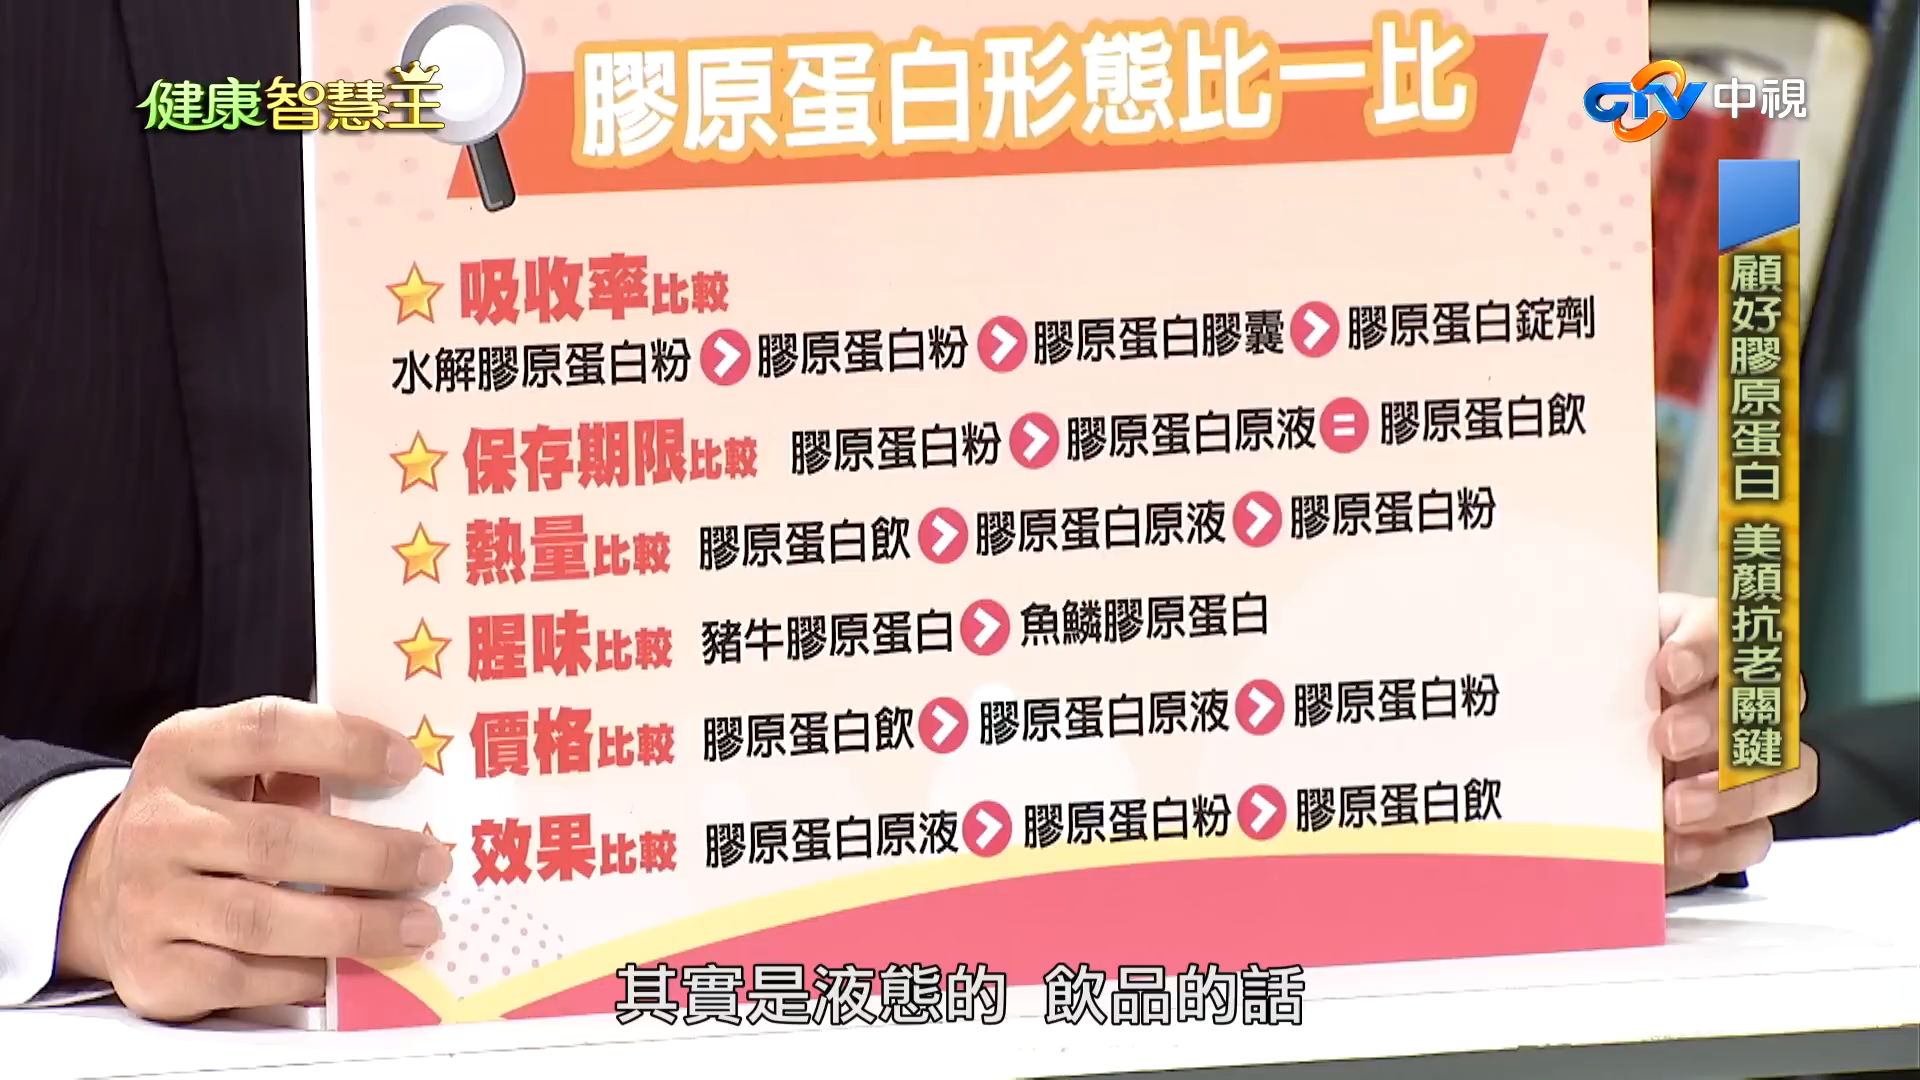 健康智慧王
膠原蛋白形態比一比
CTV中視
吸收率比較
水解膠原蛋白粉 > 膠原蛋白粉 > 膠原蛋白膠囊 > 膠原蛋白錠劑
保存期限比較 膠原蛋白粉 > 膠原蛋白原液 = 膠原蛋白飲
熱量比較 膠原蛋白飲 > 膠原蛋白原液 > 膠原蛋白粉
腥味比較 豬牛膠原蛋白 > 魚鱗膠原蛋白
價格比較 膠原蛋白飲 > 膠原蛋白原液 > 膠原蛋白粉
效果比較 膠原蛋白原液 > 膠原蛋白粉 > 膠原蛋白飲
顧好膠原蛋白 美顏抗老關鍵
其實是液態的 飲品的話